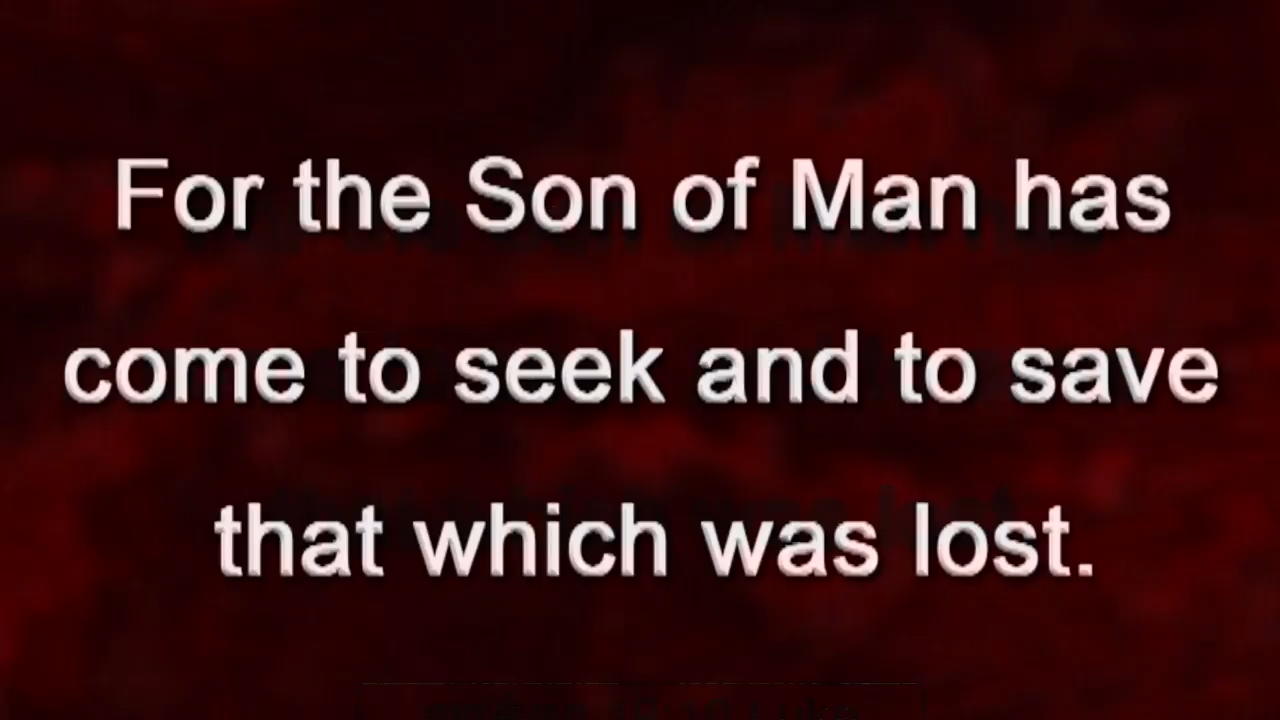 For the Son of Man has
come to seek and to save
that which was lost.